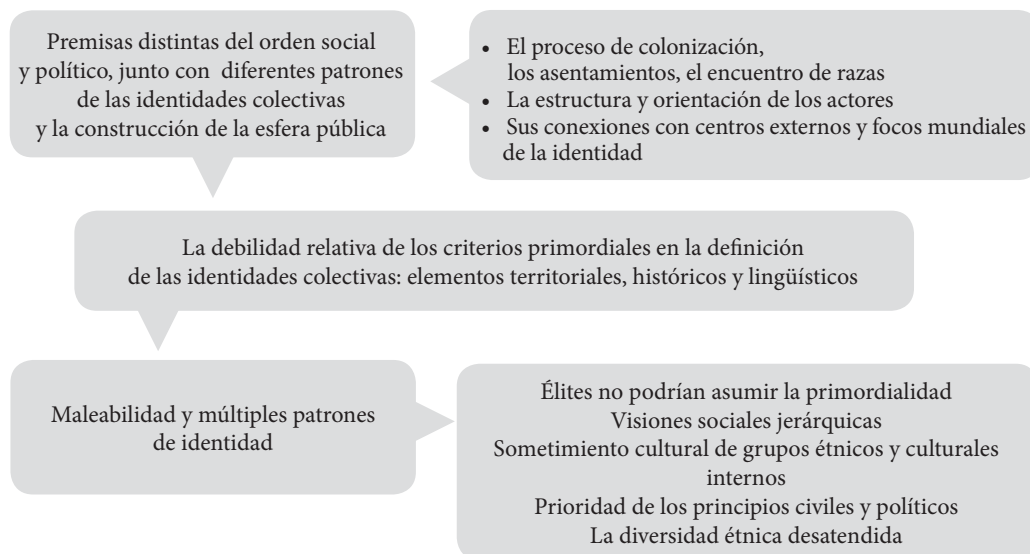 Premisas distintas del orden social
y político, junto con diferentes patrones
de las identidades colectivas
y la construcción de la esfera pública
• El proceso de colonización,
los asentamientos, el encuentro de razas
• La estructura y orientación de los actores
• Sus conexiones con centros externos y focos mundiales
de la identidad
La debilidad relativa de los criterios primordiales en la definición
de las identidades colectivas: elementos territoriales, históricos y lingüísticos
Maleabilidad y múltiples patrones
de identidad
Élites no podrían asumir la primordialidad
Visiones sociales jerárquicas
Sometimiento cultural de grupos étnicos y culturales
internos
Prioridad de los principios civiles y políticos
La diversidad étnica desatendida